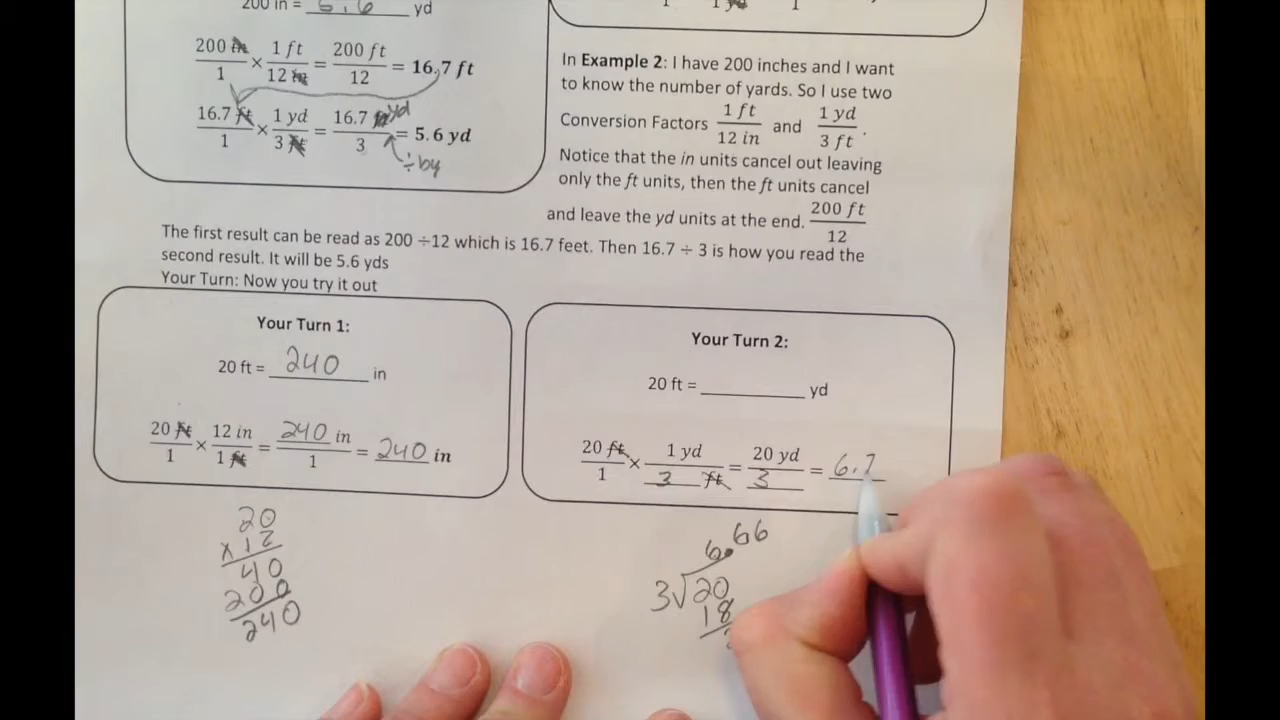 200 in = 5.6 yd
200 in / 1 × 1 ft / 12 in = 200 ft / 12 = 16.7 ft
16.7 ft / 1 × 1 yd / 3 ft = 16.7 yd / 3 = 5.6 yd
÷ by
In Example 2: I have 200 inches and I want
to know the number of yards. So I use two
Conversion Factors 1 ft / 12 in and 1 yd / 3 ft .
Notice that the in units cancel out leaving
only the ft units, then the ft units cancel
and leave the yd units at the end. 200 ft / 12
The first result can be read as 200 ÷12 which is 16.7 feet. Then 16.7 ÷ 3 is how you read the
second result. It will be 5.6 yds
Your Turn: Now you try it out
Your Turn 1:
20 ft = 240 in
20 ft / 1 × 12 in / 1 ft = 240 in / 1 = 240 in
20
x 12
40
200
240
Your Turn 2:
20 ft = ________ yd
20 ft / 1 × 1 yd / 3 ft = 20 yd / 3 = 6.7
6.66
3√20
18